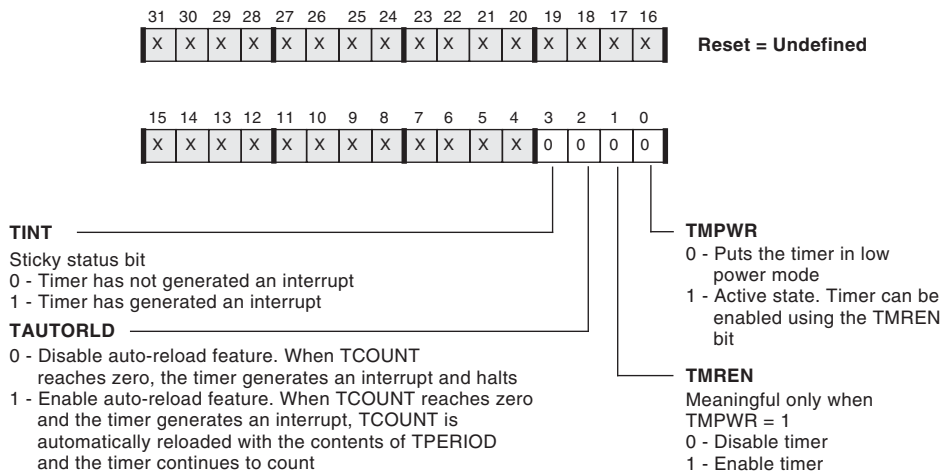 31 30 29 28 27 26 25 24 23 22 21 20 19 18 17 16
X X X X X X X X X X X X X X X X
Reset = Undefined
15 14 13 12 11 10 9 8 7 6 5 4 3 2 1 0
X X X X X X X X X X X X 0 0 0 0
TINT
Sticky status bit
0 - Timer has not generated an interrupt
1 - Timer has generated an interrupt
TAUTORLD
0 - Disable auto-reload feature. When TCOUNT
reaches zero, the timer generates an interrupt and halts
1 - Enable auto-reload feature. When TCOUNT reaches zero
and the timer generates an interrupt, TCOUNT is
automatically reloaded with the contents of TPERIOD
and the timer continues to count
TMPWR
0 - Puts the timer in low
power mode
1 - Active state. Timer can be
enabled using the TMREN
bit
TMREN
Meaningful only when
TMPWR = 1
0 - Disable timer
1 - Enable timer